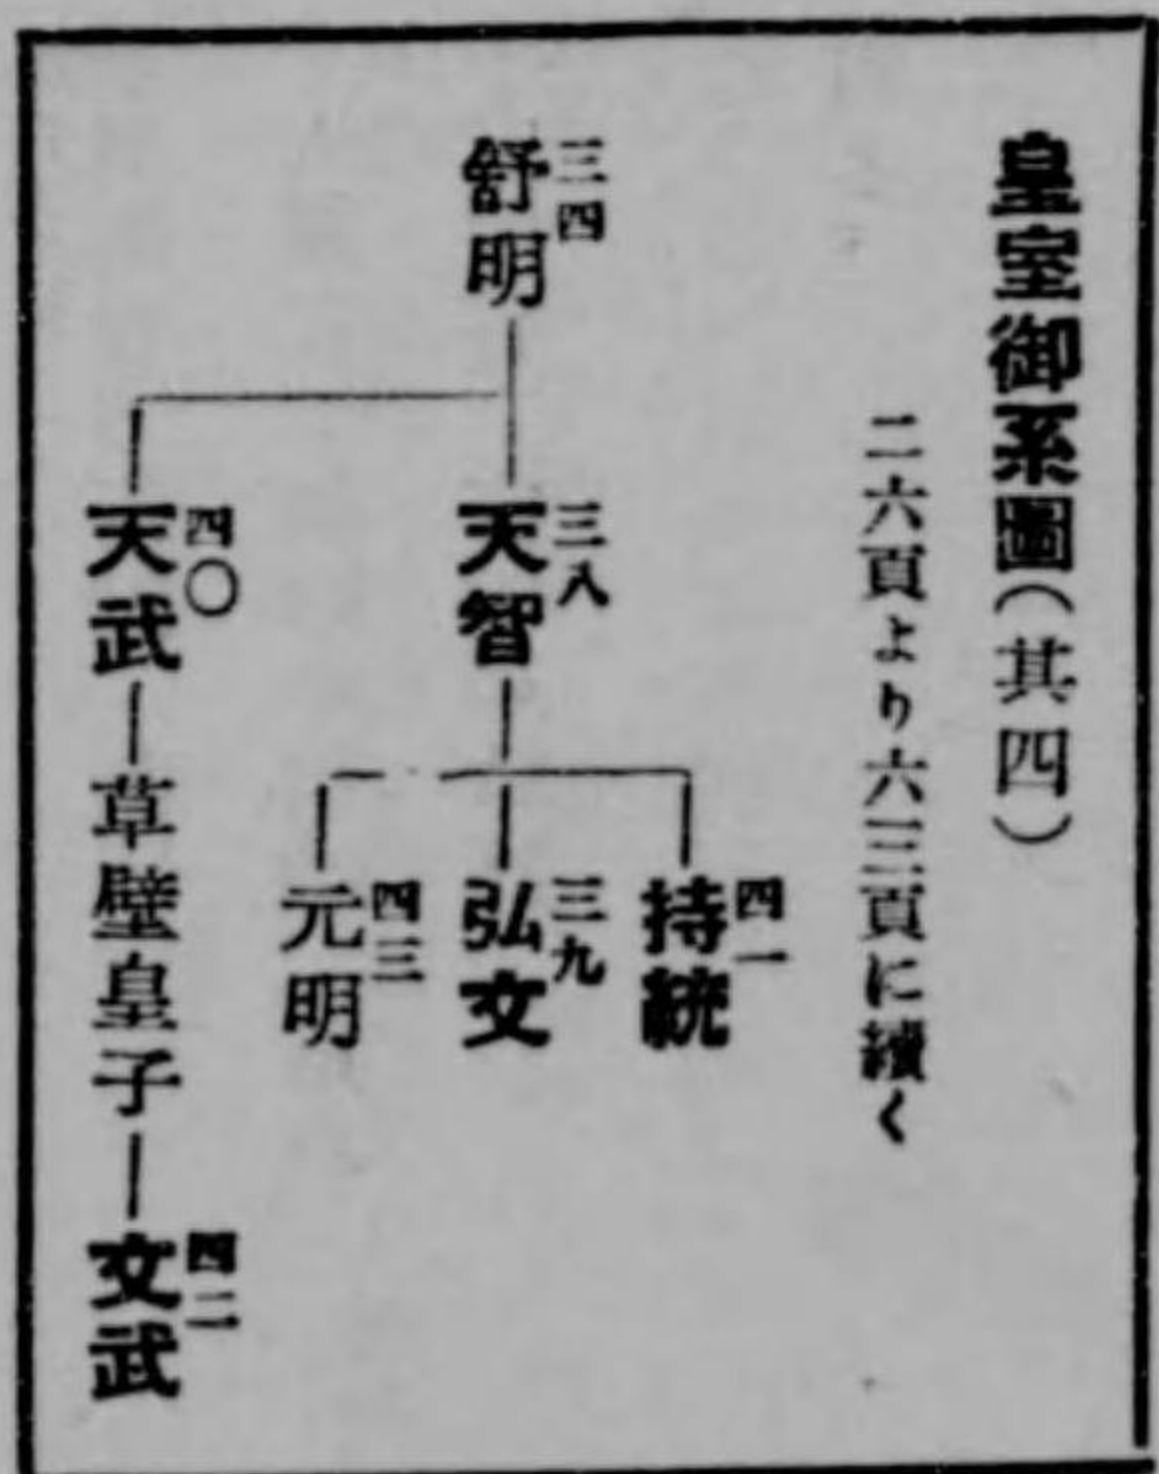 皇室御系圖(其四)
二六頁より六三頁に續く
三四
舒明
三八
天智
四一
持統
三九
弘文
四三
元明
四〇
天武
草壁皇子
四二
文武